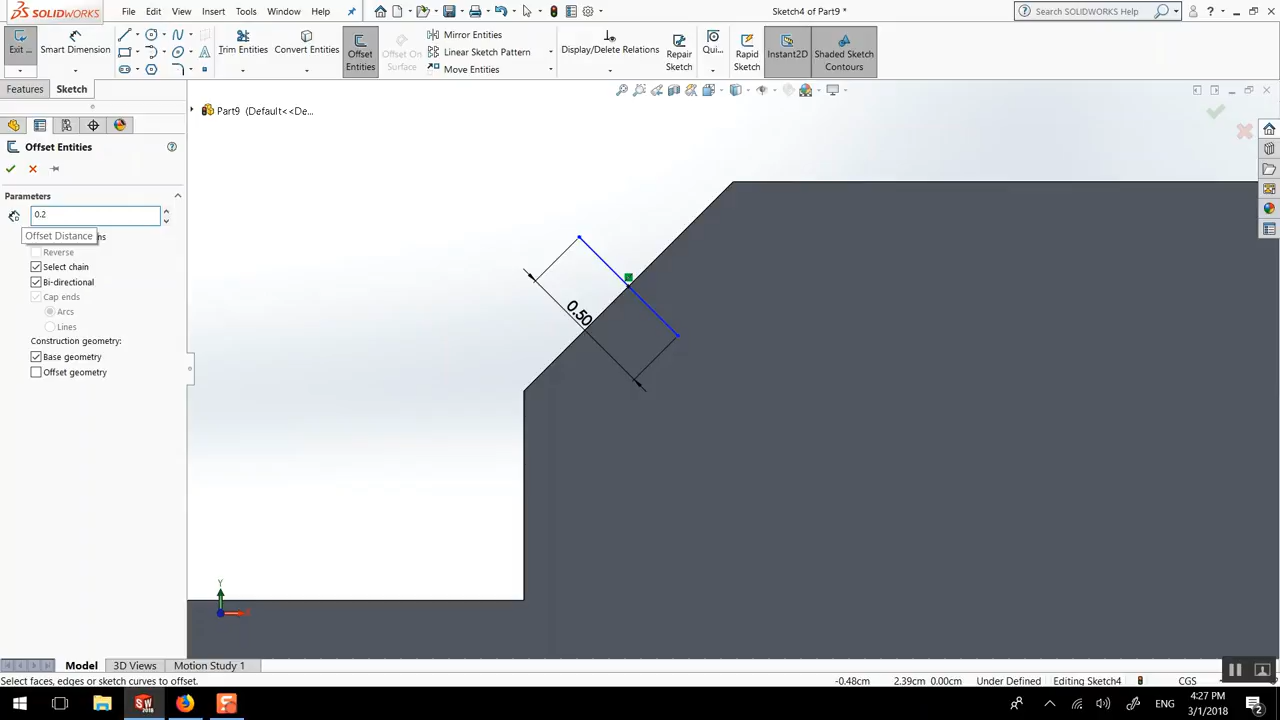 SOLIDWORKS
File Edit View Insert Tools Window Help
Sketch4 of Part9 *
Search SOLIDWORKS Help
Exit ...
Smart Dimension
Trim Entities
Convert Entities
Offset Entities
Offset On Surface
Mirror Entities
Linear Sketch Pattern
Move Entities
Display/Delete Relations
Repair Sketch
Qui...
Rapid Sketch
Instant2D
Shaded Sketch Contours
Features Sketch
Part9 (Default<<De...
Offset Entities
Parameters
0.2
Offset Distance
Reverse
Select chain
Bi-directional
Cap ends
Arcs
Lines
Construction geometry:
Base geometry
Offset geometry
0.50
Y
Model 3D Views Motion Study 1
Select faces, edges or sketch curves to offset.
-0.48cm 2.39cm 0.00cm Under Defined Editing Sketch4 CGS
ENG
4:27 PM
3/1/2018